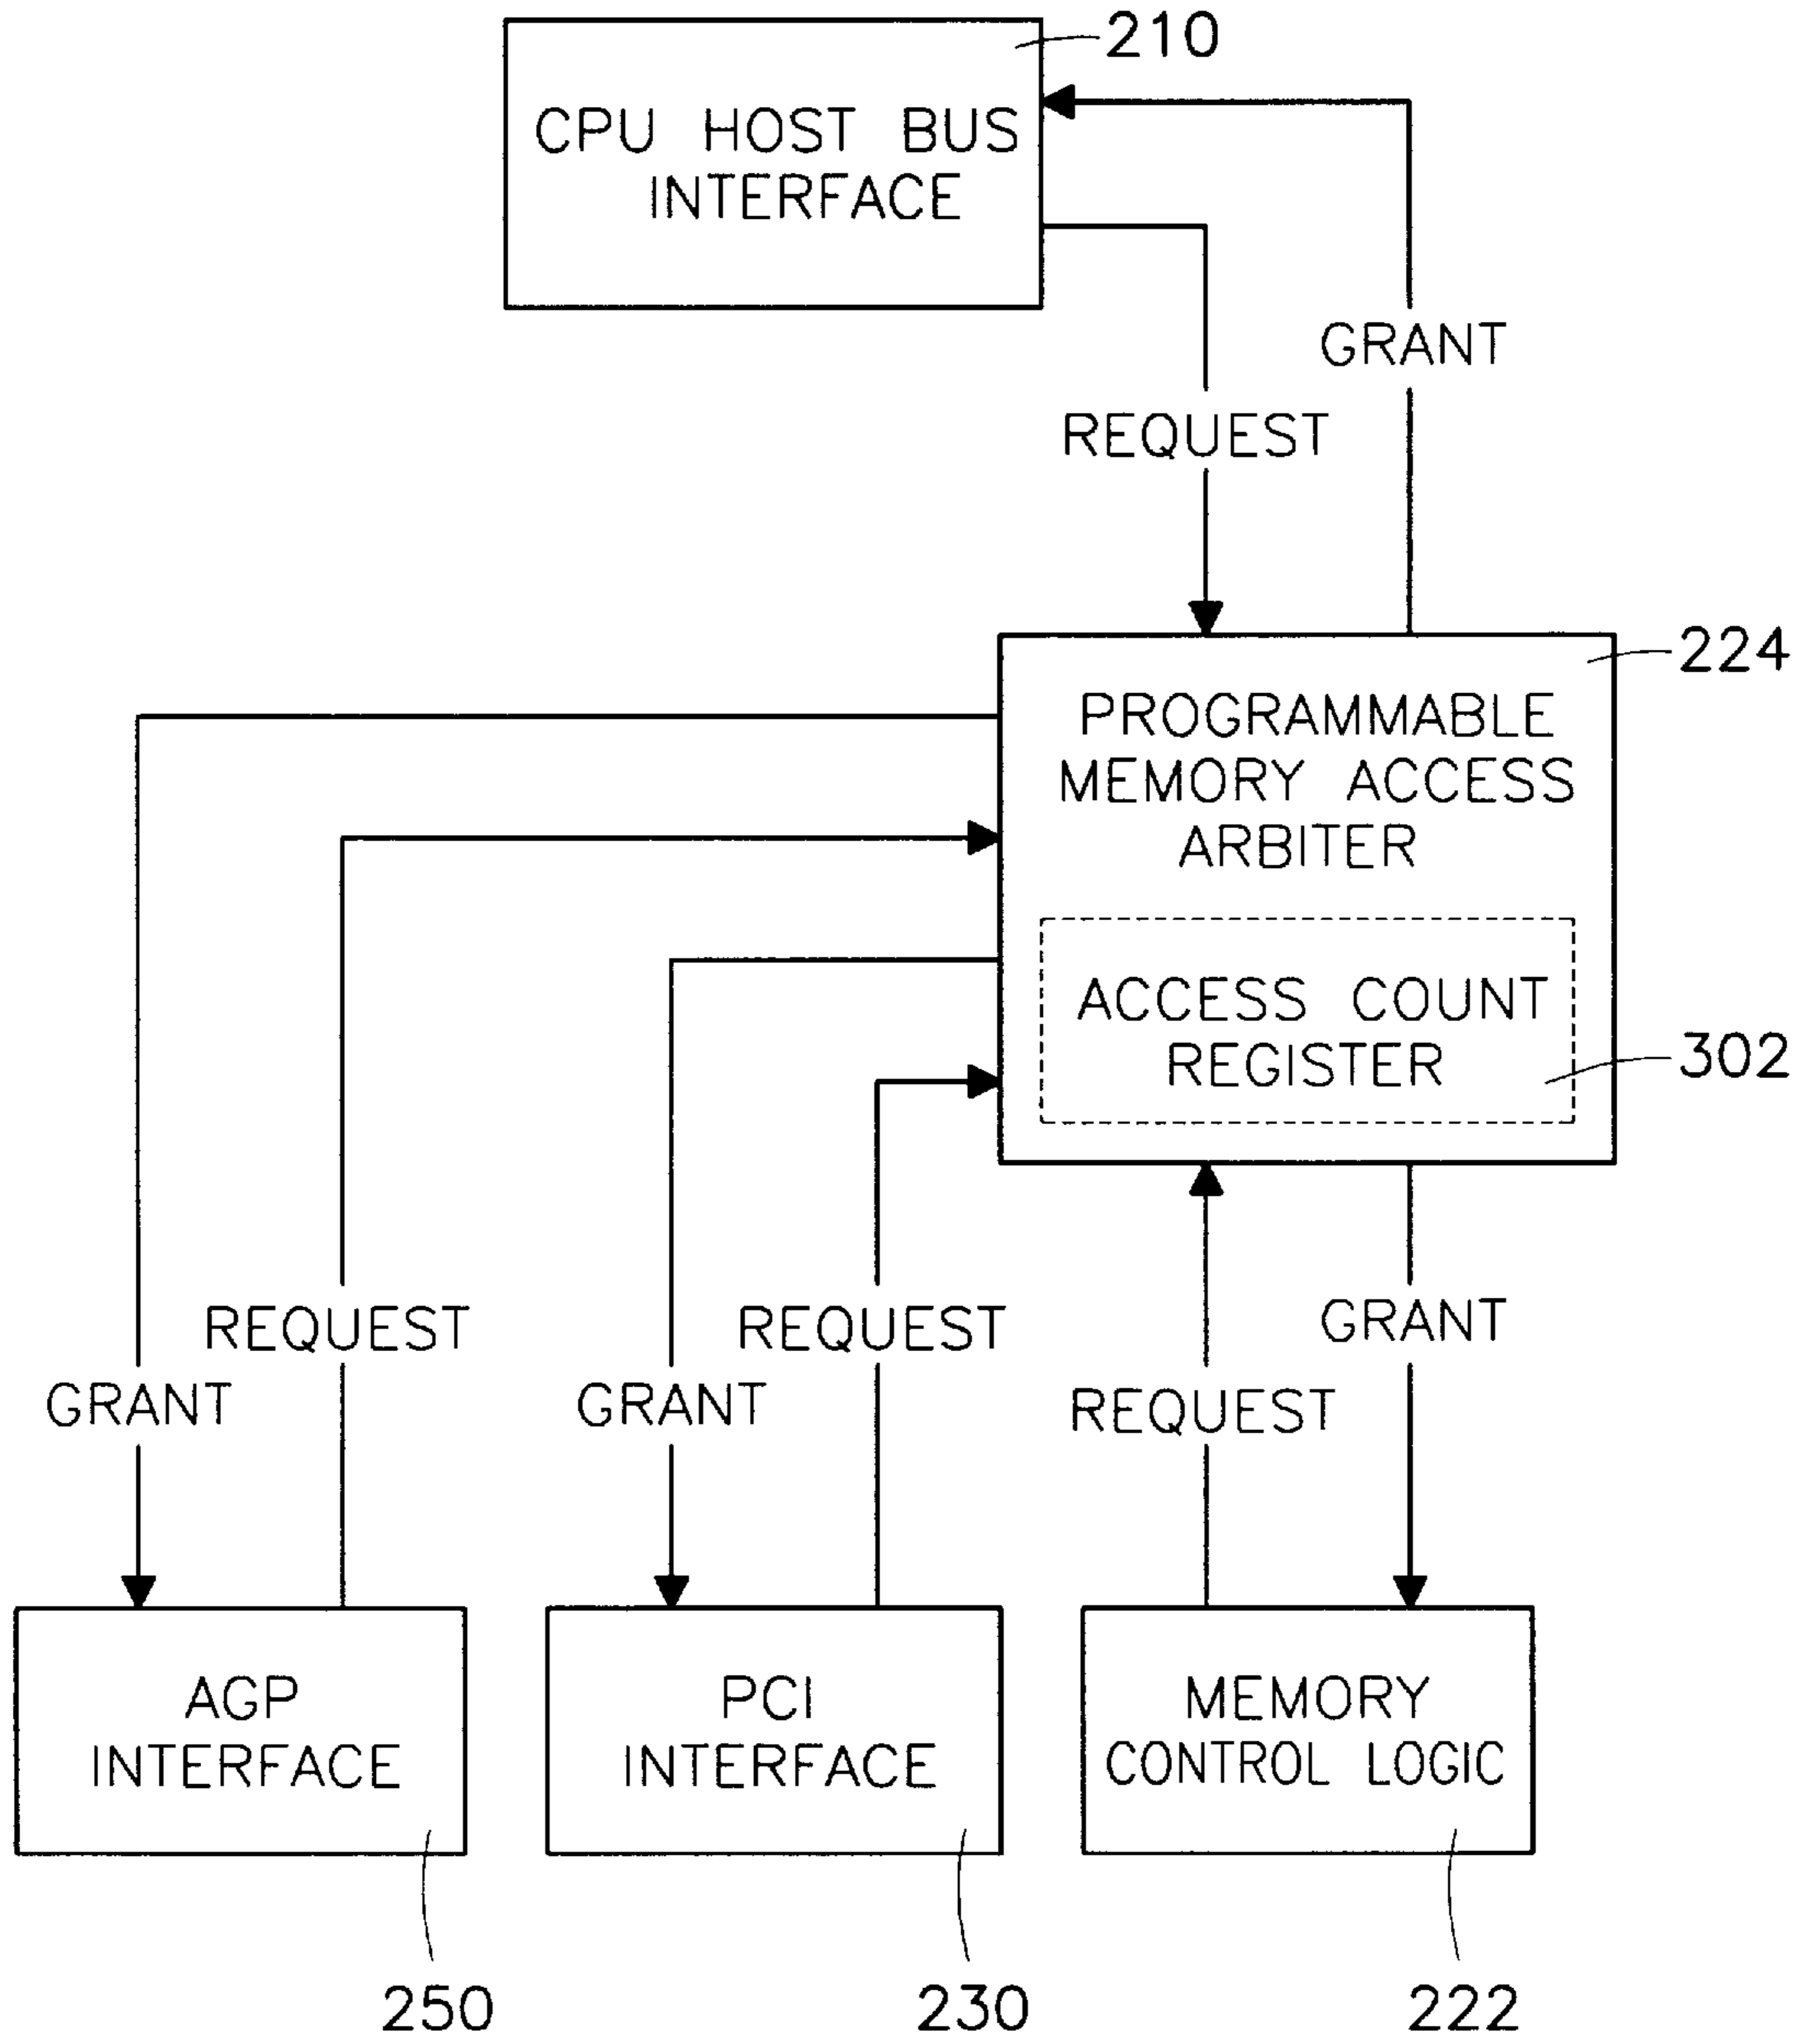 210
CPU HOST BUS
INTERFACE
GRANT
REQUEST
224
PROGRAMMABLE
MEMORY ACCESS
ARBITER
ACCESS COUNT
REGISTER
302
REQUEST
GRANT
REQUEST
GRANT
GRANT
REQUEST
AGP
INTERFACE
PCI
INTERFACE
MEMORY
CONTROL LOGIC
250
230
222